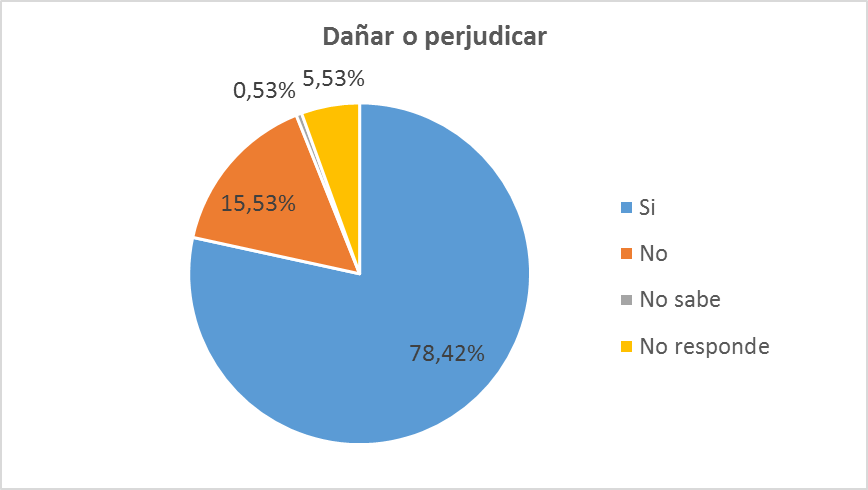 Dañar o perjudicar
0,53%
5,53%
15,53%
78,42%
Si
No
No sabe
No responde